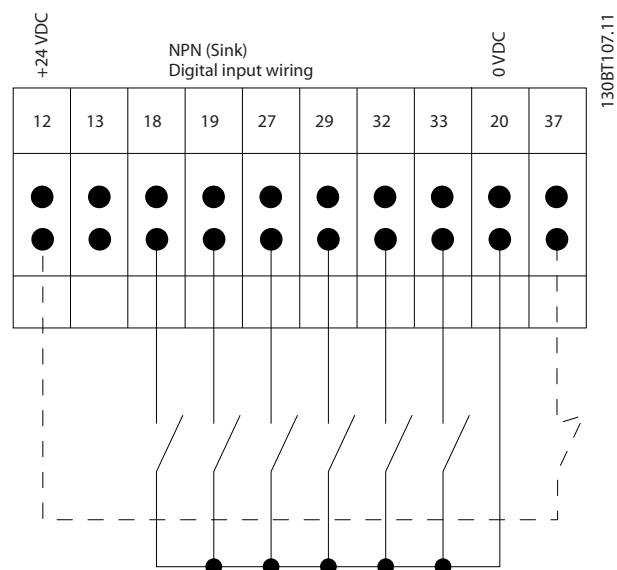 +24 VDC
NPN (Sink)
Digital input wiring
0 VDC
130BT107.11
12 13 18 19 27 29 32 33 20 37